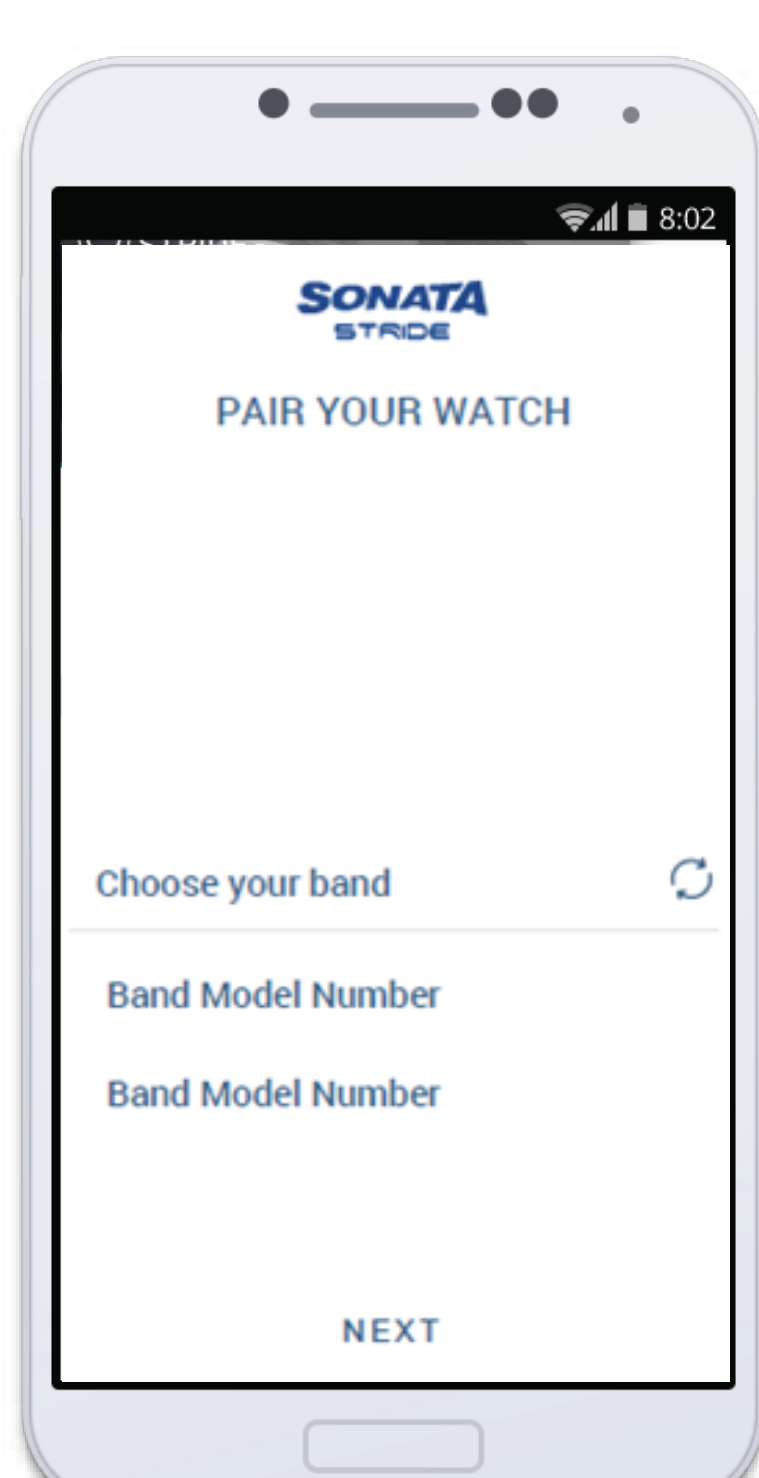 8:02
SONATA
STRIDE
PAIR YOUR WATCH
Choose your band
Band Model Number
Band Model Number
NEXT